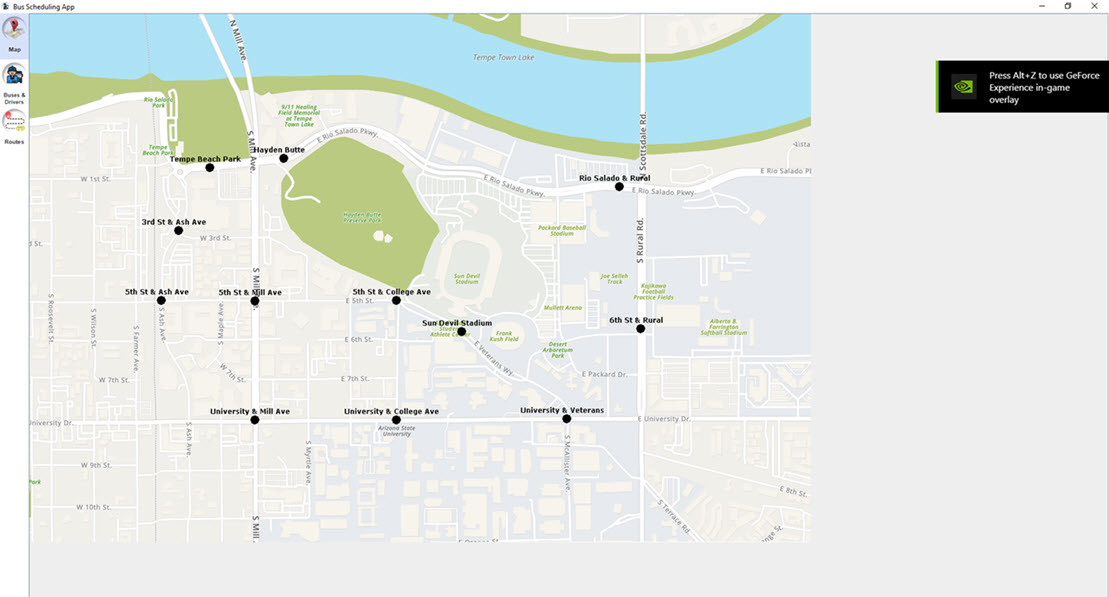 Bus Scheduling App
Map
Buses &
Drivers
Routes
Press Alt+Z to use GeForce
Experience in-game
overlay
N Mill Ave.
Tempe Town Lake
Rio Salado
Park
9/11 Healing
Field Memorial
at Tempe
Town Lake
E Rio Salado Pkwy.
S Mill Ave.
S Scottsdale Rd.
Tempe
Beach Park
Hayden Butte
Tempe Beach Park
W 1st St.
E Rio Salado Pkwy.
Rio Salado & Rural
E Rio Salado Pkwy.
E Rio Salado Pl
3rd St & Ash Ave
W 3rd St.
d St.
Hayden Butte
Preserve Park
Packard Baseball
Stadium
S Rural Rd.
Sun Devil
Stadium
Joe Selleh
Track
Kajikawa
Football
Practice Fields
5th St & Ash Ave
5th St & Mill Ave
5th St & College Ave
E 5th St.
Mullett Arena
S Roosevelt St.
S Wilson St.
S Farmer Ave.
S Ash Ave.
S Maple Ave.
Sun Devil Stadium
Frank
Kush Field
6th St & Rural
Alberta B.
Farrington
Softball Stadium
E 6th St.
Desert
Arboretum
Park
E Veterans Wy.
W 7th St.
W 7th St.
E 7th St.
E Packard Dr.
University & Mill Ave
University & College Ave
University & Veterans
University Dr.
E University Dr.
Arizona State
University
S Ash Ave.
S Myrtle Ave.
S McAllister Ave.
W 9th St.
Park
E 8th St.
W 10th St.
S Terrace Rd.
S Mill